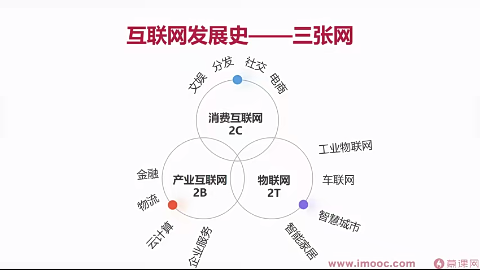 互联网发展史——三张网
文娱
分发
社交
电商
消费互联网
2C
金融
物流
云计算
企业服务
产业互联网
2B
物联网
2T
工业物联网
车联网
智慧城市
智能家居
www.imooc.com
慕课网